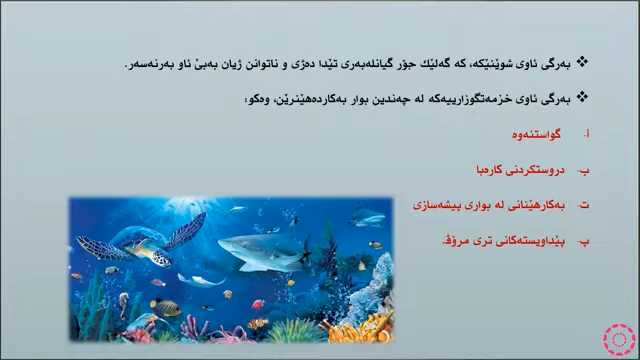 ❖ بەرگی ئاوی شوێنێکە، کە گەلێك جۆر گیانلەبەری تێدا دەژی و ناتوانن ژیان بەبێ ئاو بەرنەسەر.
❖ بەرگی ئاوی خزمەتگوزارییەکە لە چەندین بوار بەکاردەهێنرێن، وەکو:
أ- گواستنەوە
ب- دروستکردنی کارەبا
ت- بەکارهێنانی لە بواری پیشەسازی
پ- پێداویستەکانی تری مرۆڤ.